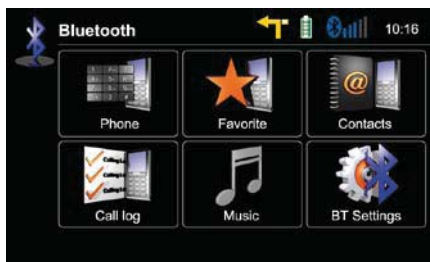 Bluetooth 10:16
Phone Favorite Contacts
Call log Music BT Settings